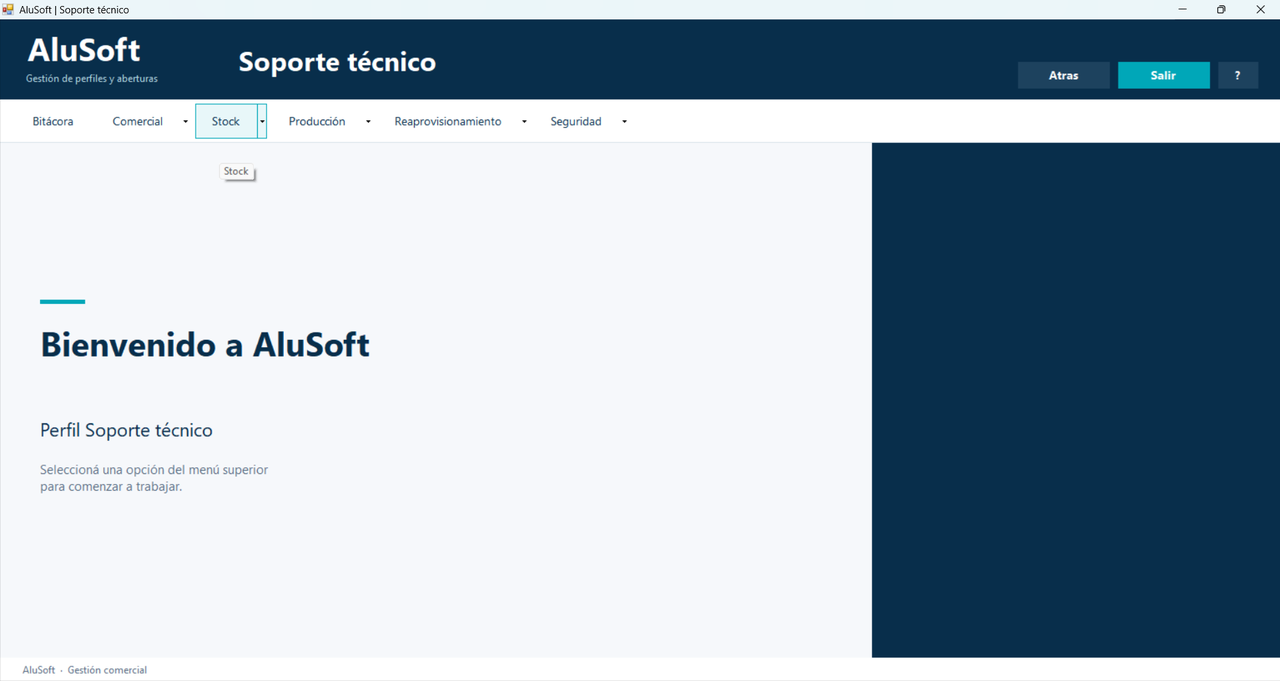 AluSoft | Soporte técnico
AluSoft
Gestión de perfiles y aberturas
Soporte técnico
Atras
Salir
?
Bitácora
Comercial
Stock
Producción
Reaprovisionamiento
Seguridad
Stock
Bienvenido a AluSoft
Perfil Soporte técnico
Seleccioná una opción del menú superior
para comenzar a trabajar.
AluSoft · Gestión comercial